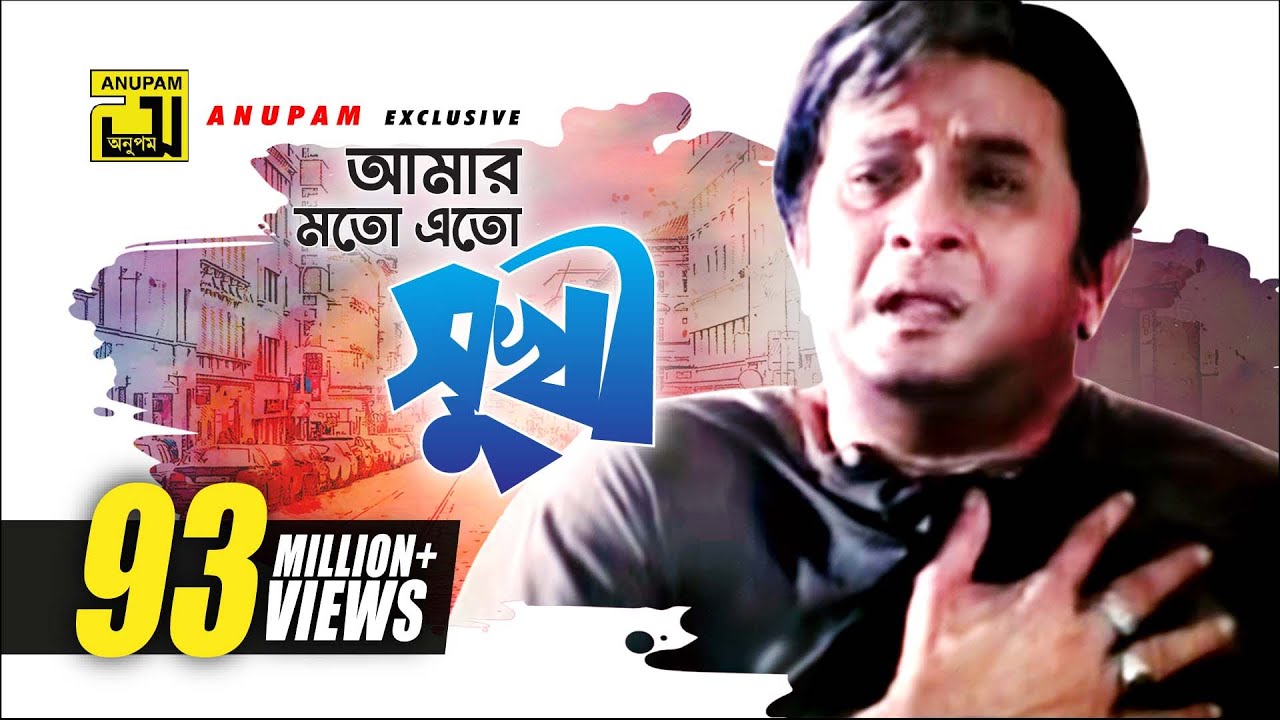 ANUPAM
অনুপম
ANUPAM EXCLUSIVE
আমার
মতো এতো
সুখী
93 MILLION+
VIEWS